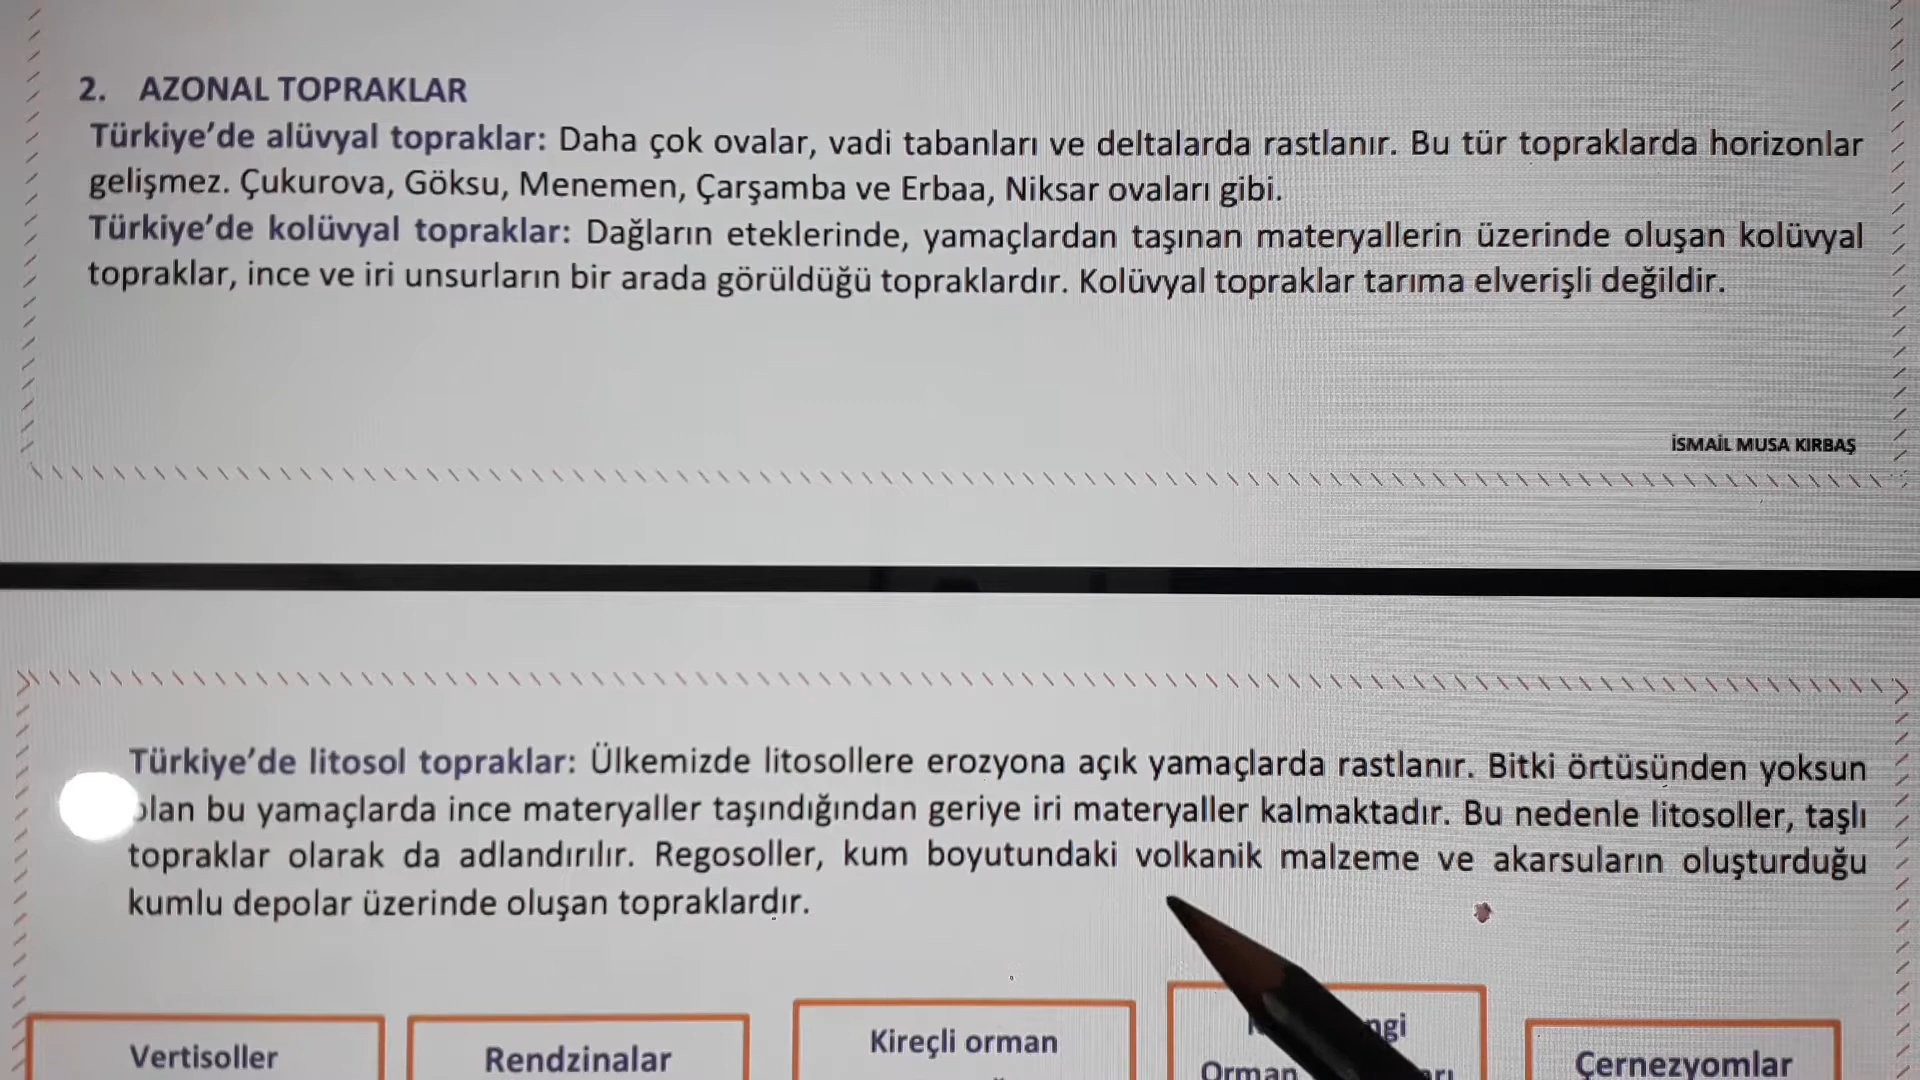 2. AZONAL TOPRAKLAR
Türkiye’de alüvyal topraklar: Daha çok ovalar, vadi tabanları ve deltalarda rastlanır. Bu tür topraklarda horizonlar
gelişmez. Çukurova, Göksu, Menemen, Çarşamba ve Erbaa, Niksar ovaları gibi.
Türkiye’de kolüvyal topraklar: Dağların eteklerinde, yamaçlardan taşınan materyallerin üzerinde oluşan kolüvyal
topraklar, ince ve iri unsurların bir arada görüldüğü topraklardır. Kolüvyal topraklar tarıma elverişli değildir.
İSMAİL MUSA KIRBAŞ
Türkiye’de litosol topraklar: Ülkemizde litosollere erozyona açık yamaçlarda rastlanır. Bitki örtüsünden yoksun
olan bu yamaçlarda ince materyaller taşındığından geriye iri materyaller kalmaktadır. Bu nedenle litosoller, taşlı
topraklar olarak da adlandırılır. Regosoller, kum boyutundaki volkanik malzeme ve akarsuların oluşturduğu
kumlu depolar üzerinde oluşan topraklardır.
Vertisoller
Rendzinalar
Kireçli orman
Orman
Çernezyomlar